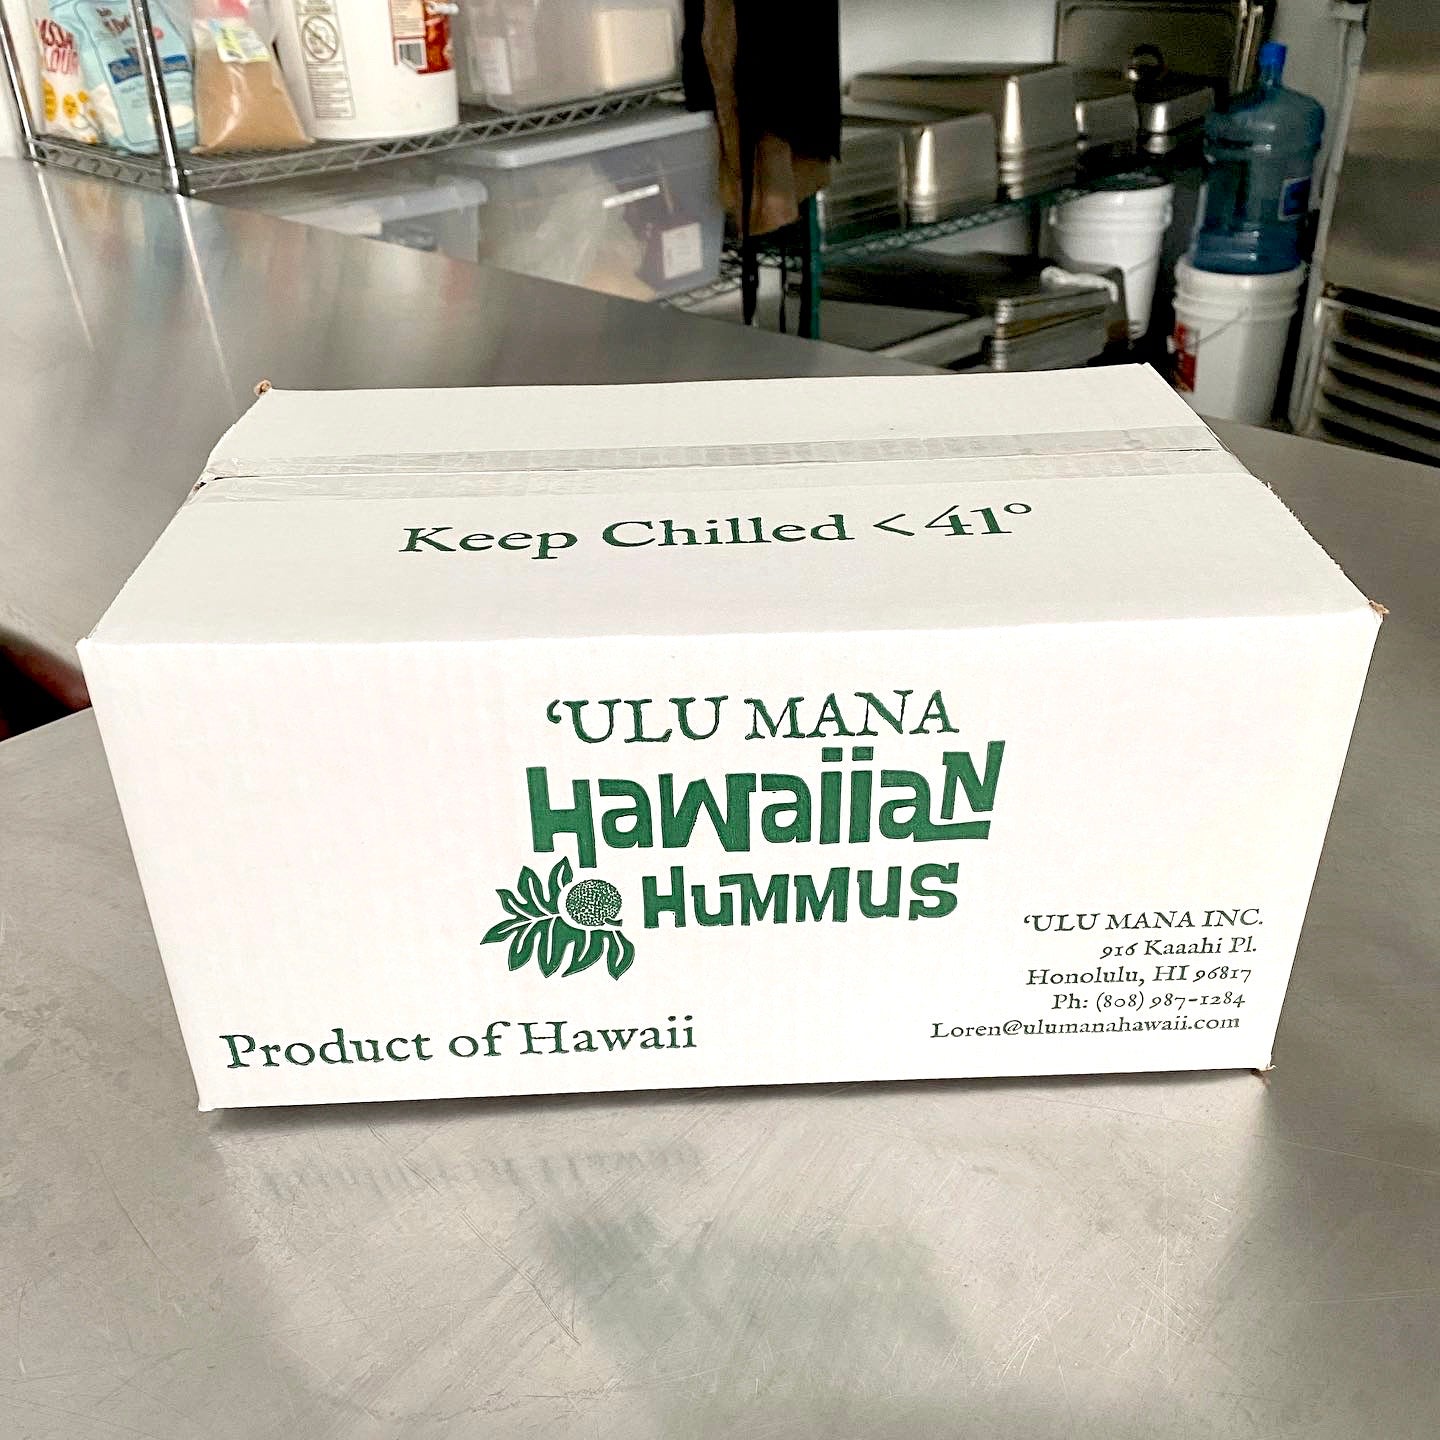 Keep Chilled <41°
‘ULU MANA
Hawaiian
Hummus
‘ULU MANA INC.
916 Kaaahi Pl.
Honolulu, HI 96817
Ph: (808) 987-1284
Loren@ulumanahawaii.com
Product of Hawaii